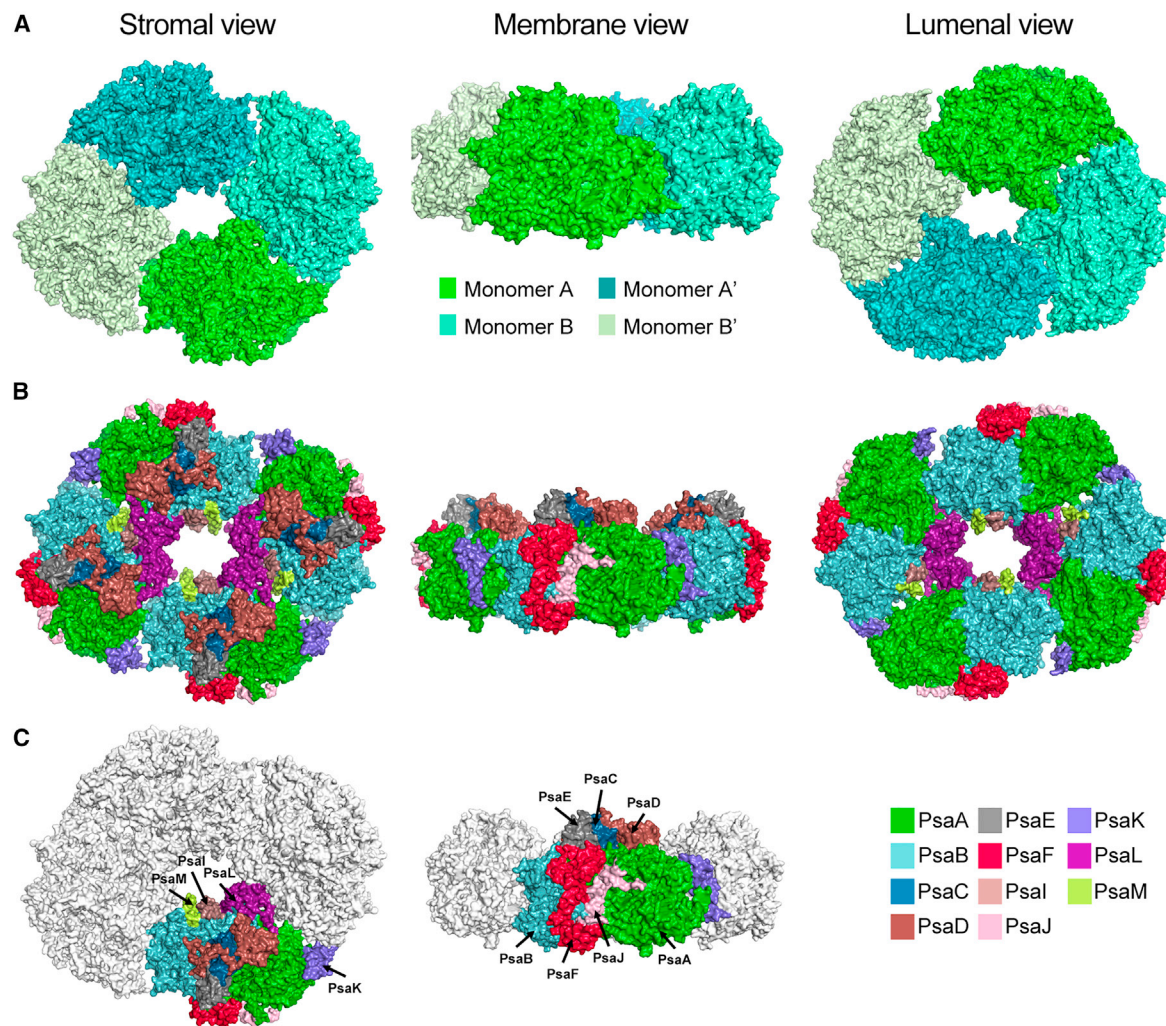 A
Stromal view
Membrane view
Lumenal view
Monomer A
Monomer A'
Monomer B
Monomer B'
B
C
PsaI
PsaM
PsaL
PsaK
PsaC
PsaE
PsaD
PsaB
PsaF
PsaJ
PsaA
PsaA
PsaE
PsaK
PsaB
PsaF
PsaL
PsaC
PsaI
PsaM
PsaD
PsaJ